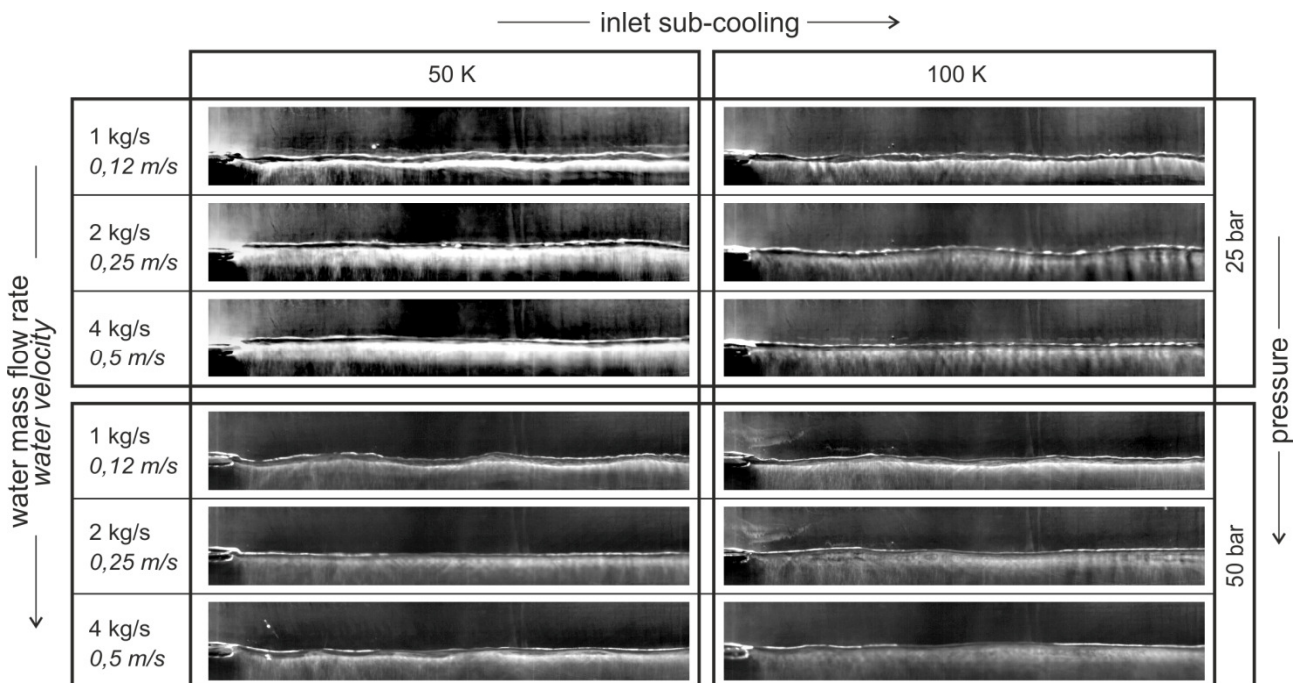 inlet sub-cooling
50 K
100 K
water mass flow rate
water velocity
1 kg/s
0,12 m/s
2 kg/s
0,25 m/s
4 kg/s
0,5 m/s
25 bar
pressure
1 kg/s
0,12 m/s
2 kg/s
0,25 m/s
4 kg/s
0,5 m/s
50 bar